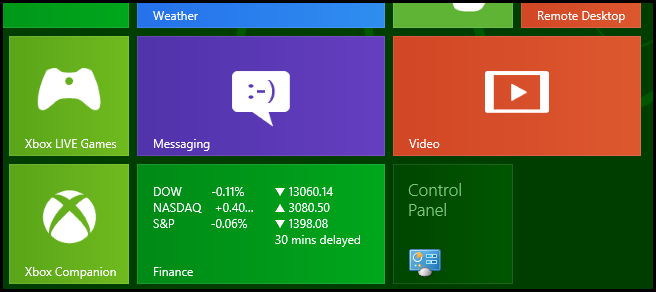 Weather
Remote Desktop
:-)
Xbox LIVE Games
Messaging
Video
DOW -0.11% ▼ 13060.14
NASDAQ +0.40... ▲ 3080.50
S&P -0.06% ▼ 1398.08
30 mins delayed
Control
Panel
Xbox Companion
Finance